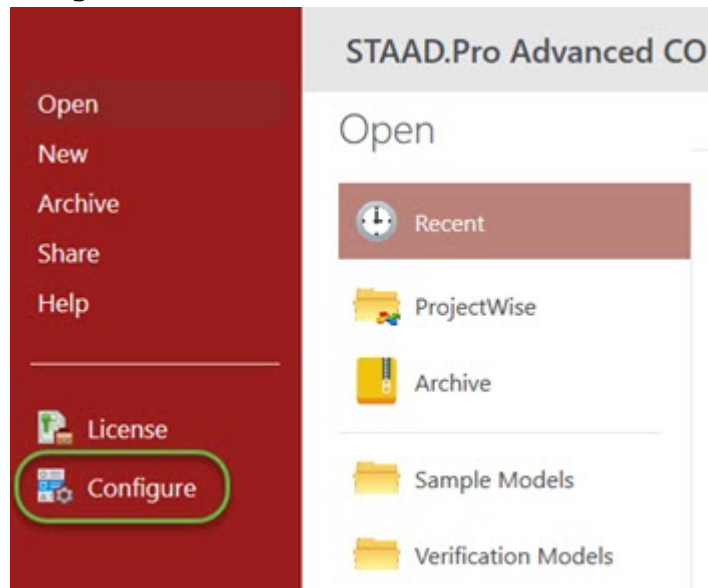 STAAD.Pro Advanced CO
Open
New
Archive
Share
Help
License
Configure
Open
Recent
ProjectWise
Archive
Sample Models
Verification Models